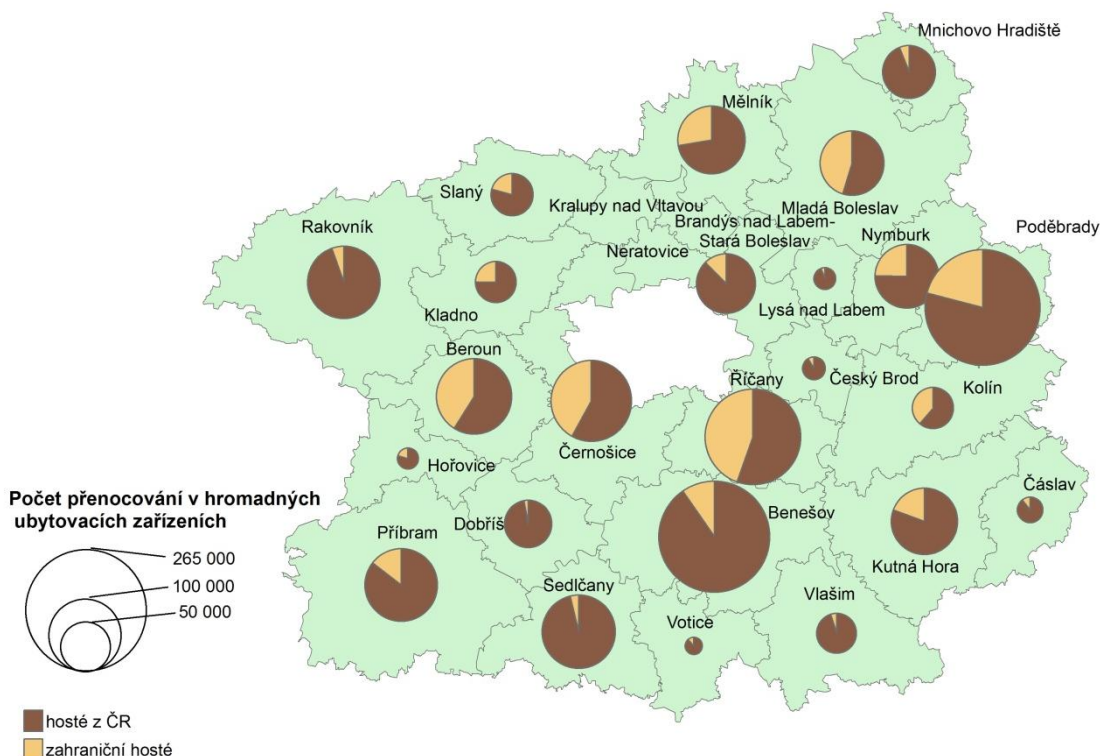 Mnichovo Hradiště
Mělník
Slaný
Kralupy nad Vltavou
Mladá Boleslav
Brandýs nad Labem-
Stará Boleslav
Poděbrady
Rakovník
Neratovice
Nymburk
Kladno
Lysá nad Labem
Beroun
Říčany
Český Brod
Kolín
Černošice
Hořovice
Počet přenocování v hromadných
ubytovacích zařízeních
265 000
100 000
50 000
Příbram
Dobříš
Benešov
Čáslav
Kutná Hora
Sedlčany
Votice
Vlašim
hosté z ČR
zahraniční hosté